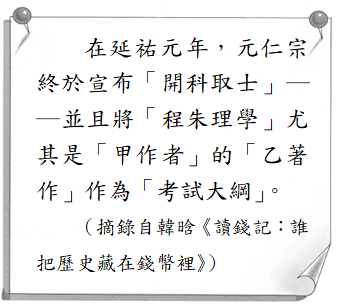 在延祐元年，元仁宗
終於宣布「開科取士」—
—並且將「程朱理學」尤
其是「甲作者」的「乙著
作」作為「考試大綱」。
（摘錄自韓晗《讀錢記：誰
把歷史藏在錢幣裡》）